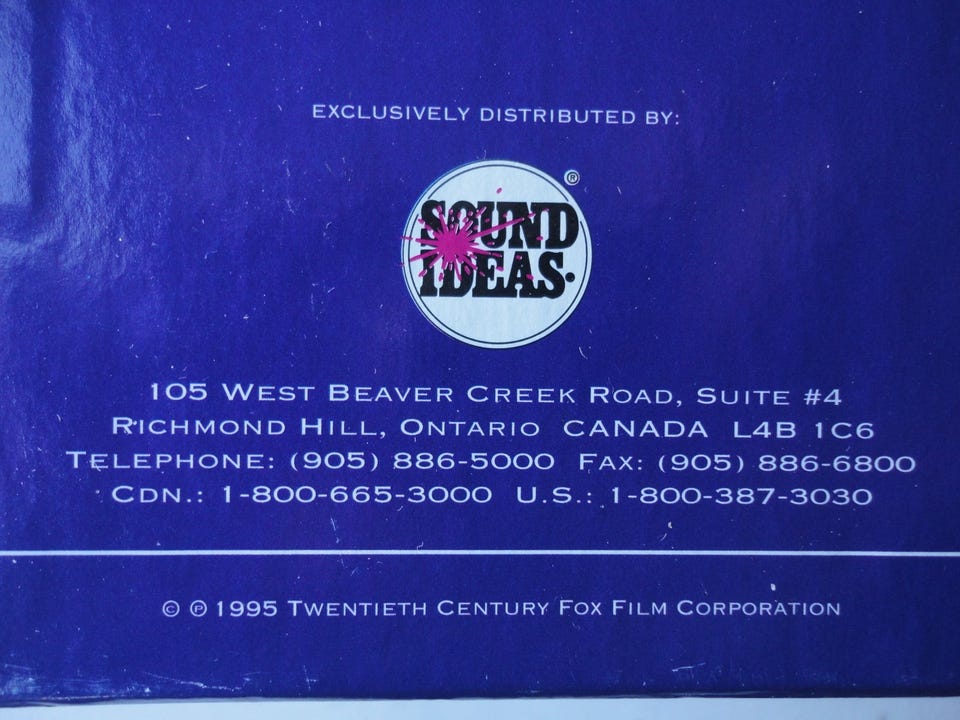 EXCLUSIVELY DISTRIBUTED BY:
®
SOUND
IDEAS
105 WEST BEAVER CREEK ROAD, SUITE #4
RICHMOND HILL, ONTARIO CANADA L4B 1C6
TELEPHONE: (905) 886-5000 FAX: (905) 886-6800
CDN.: 1-800-665-3000 U.S.: 1-800-387-3030
© ℗ 1995 TWENTIETH CENTURY FOX FILM CORPORATION